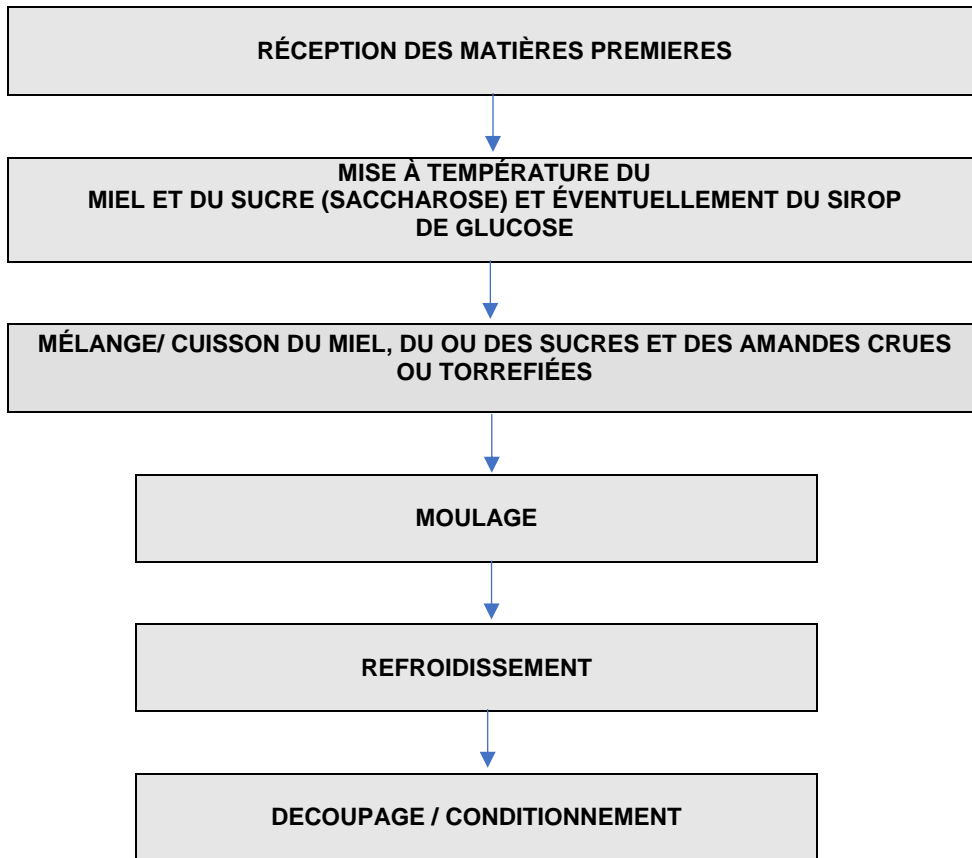 RÉCEPTION DES MATIÈRES PREMIERES
MISE À TEMPÉRATURE DU
MIEL ET DU SUCRE (SACCHAROSE) ET ÉVENTUELLEMENT DU SIROP
DE GLUCOSE
MÉLANGE/ CUISSON DU MIEL, DU OU DES SUCRES ET DES AMANDES CRUES
OU TORREFIÉES
MOULAGE
REFROIDISSEMENT
DECOUPAGE / CONDITIONNEMENT